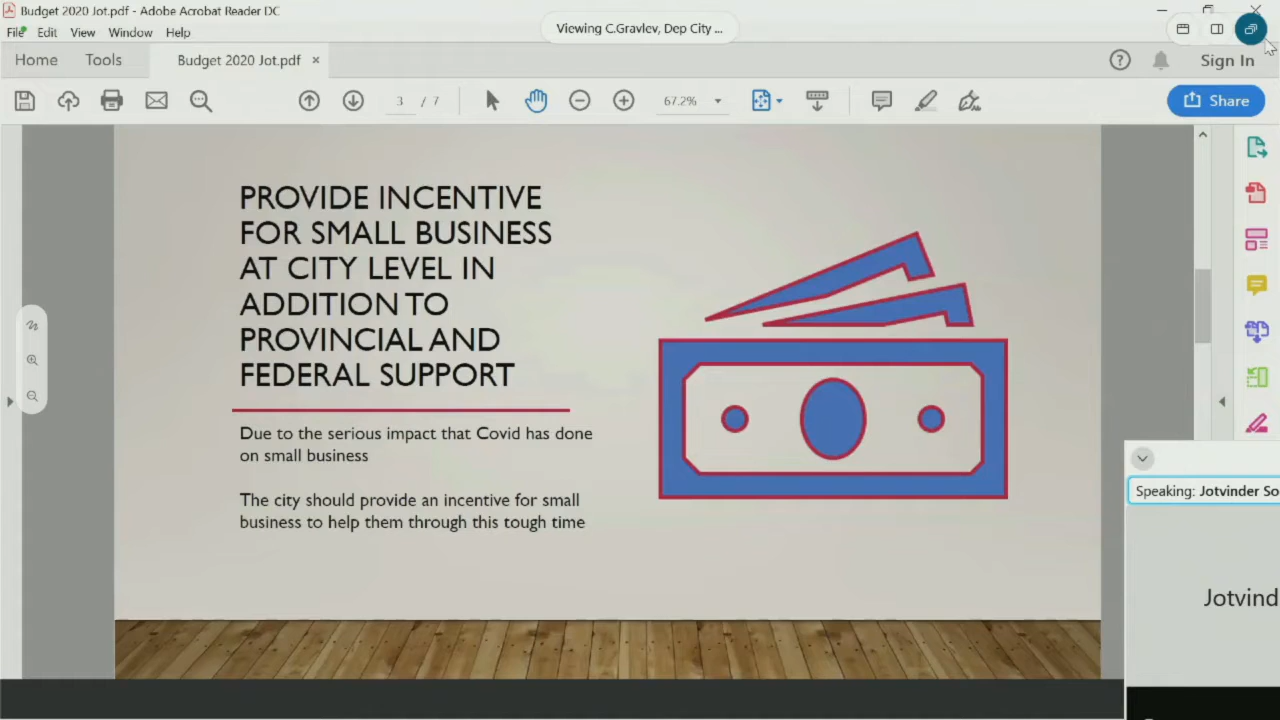 Budget 2020 Jot.pdf - Adobe Acrobat Reader DC
File Edit View Window Help
Viewing C.Gravlev, Dep City ...
Home Tools Budget 2020 Jot.pdf × Sign In
3 / 7 67.2% Share
PROVIDE INCENTIVE
FOR SMALL BUSINESS
AT CITY LEVEL IN
ADDITION TO
PROVINCIAL AND
FEDERAL SUPPORT
Due to the serious impact that Covid has done
on small business
The city should provide an incentive for small
business to help them through this tough time
Speaking: Jotvinder So
Jotvind